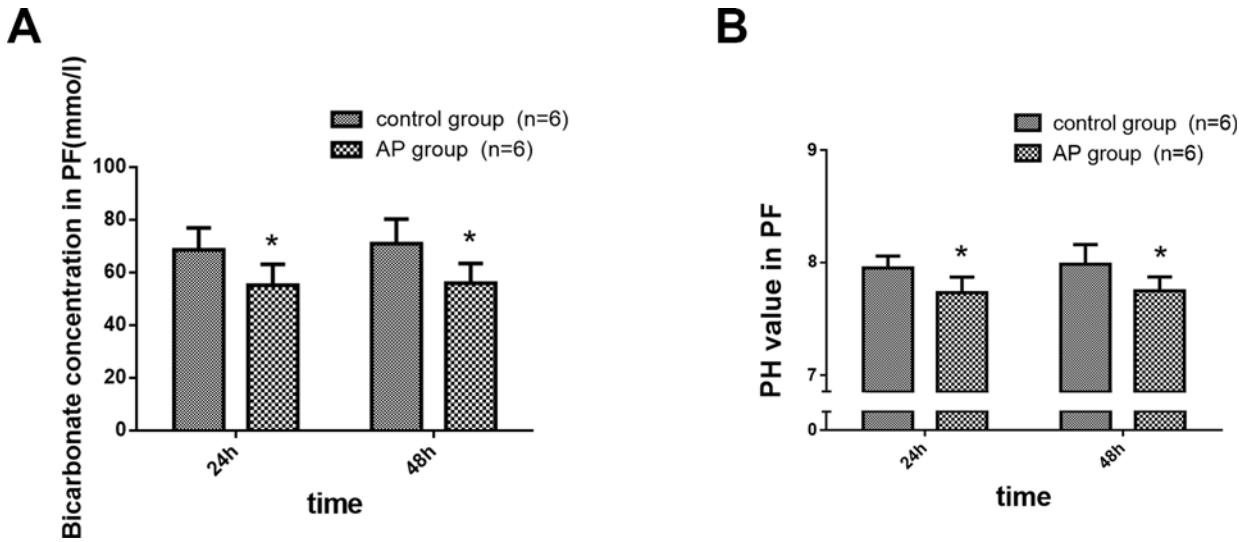 A
Bicarbonate concentration in PF(mmo/l)
control group (n=6)
AP group (n=6)
100
80
60
40
20
0
*
*
24h
48h
time
B
PH value in PF
control group (n=6)
AP group (n=6)
9
8
7
0
*
*
24h
48h
time